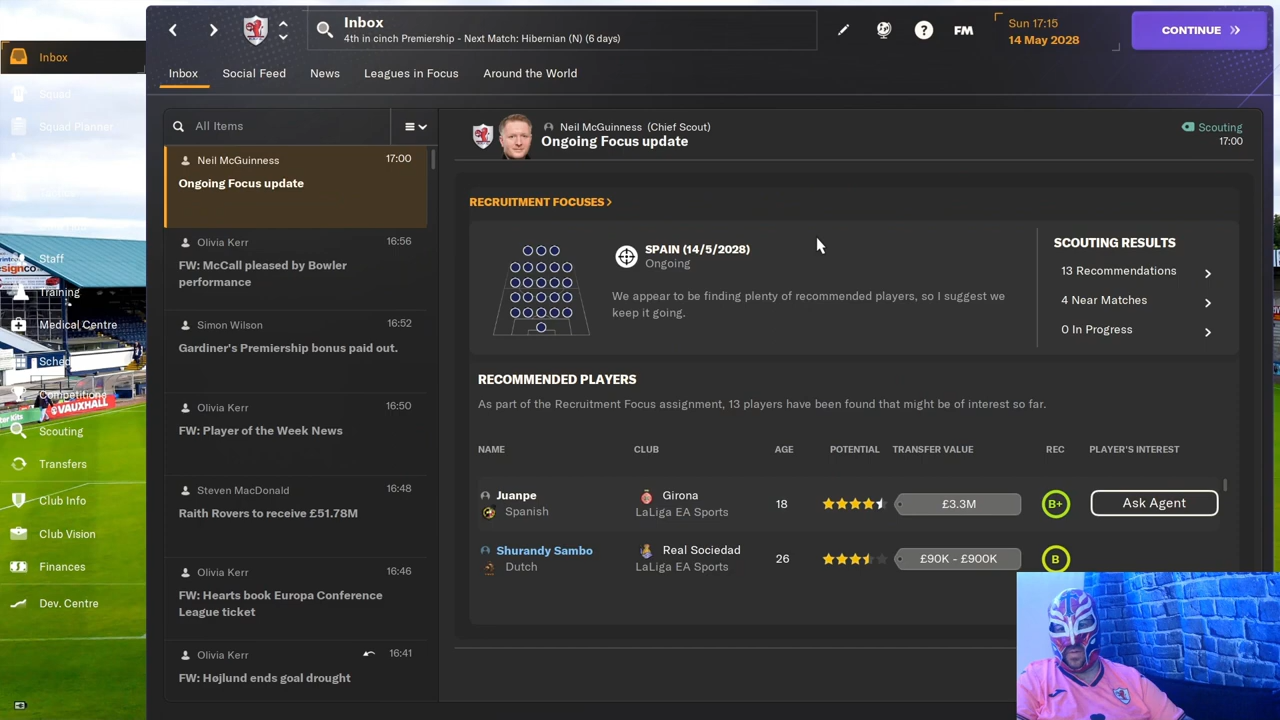 Inbox
4th in cinch Premiership - Next Match: Hibernian (N) (6 days)
FM
Sun 17:15
14 May 2028
CONTINUE
Inbox
Social Feed
News
Leagues in Focus
Around the World
Inbox
Squad
Squad Planner
Staff
Training
Medical Centre
Sched
Competitions
Scouting
Transfers
Club Info
Club Vision
Finances
Dev. Centre
VAUXHALL
All Items
Neil McGuinness 17:00
Ongoing Focus update
Olivia Kerr 16:56
FW: McCall pleased by Bowler
performance
Simon Wilson 16:52
Gardiner's Premiership bonus paid out.
Olivia Kerr 16:50
FW: Player of the Week News
Steven MacDonald 16:48
Raith Rovers to receive £51.78M
Olivia Kerr 16:46
FW: Hearts book Europa Conference
League ticket
Olivia Kerr 16:41
FW: Højlund ends goal drought
Neil McGuinness (Chief Scout)
Ongoing Focus update
Scouting
17:00
RECRUITMENT FOCUSES >
SPAIN (14/5/2028)
Ongoing
We appear to be finding plenty of recommended players, so I suggest we
keep it going.
SCOUTING RESULTS
13 Recommendations
4 Near Matches
0 In Progress
RECOMMENDED PLAYERS
As part of the Recruitment Focus assignment, 13 players have been found that might be of interest so far.
NAME CLUB AGE POTENTIAL TRANSFER VALUE REC PLAYER'S INTEREST
Juanpe Girona
Spanish LaLiga EA Sports 18 £3.3M B+ Ask Agent
Shurandy Sambo Real Sociedad
Dutch LaLiga EA Sports 26 £90K - £900K B